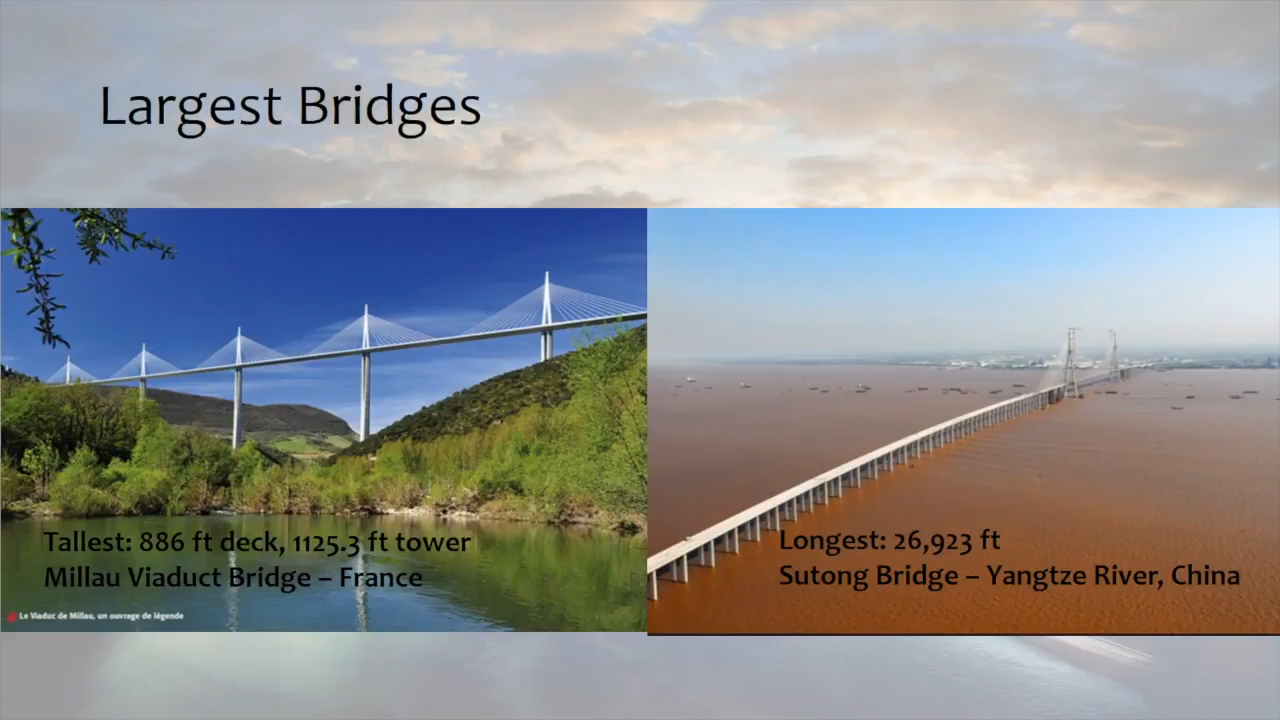 Largest Bridges
Tallest: 886 ft deck, 1125.3 ft tower
Millau Viaduct Bridge – France
Le Viaduc de Millau, un ouvrage de légende
Longest: 26,923 ft
Sutong Bridge – Yangtze River, China